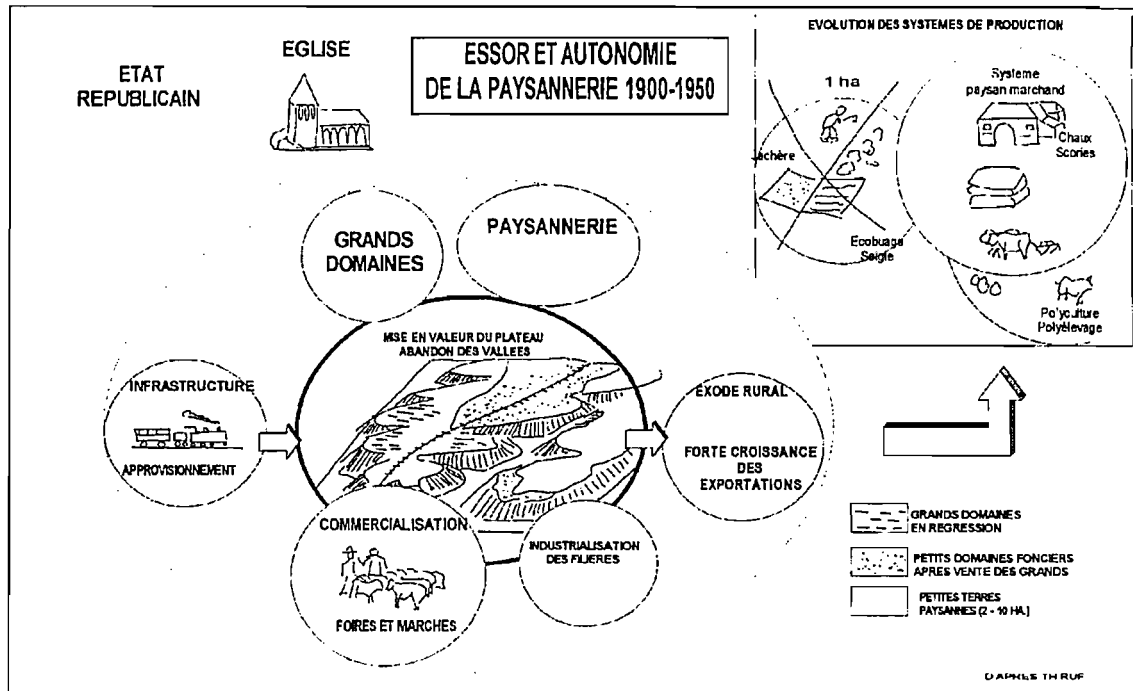 EVOLUTION DES SYSTEMES DE PRODUCTION
ETAT
REPUBLICAIN
EGLISE
ESSOR ET AUTONOMIE
DE LA PAYSANNERIE 1900-1950
1 ha
Système
paysan marchand
Chaux
Scories
Jachère
Ecobuage
Seigle
Polyculture
Polyélevage
GRANDS
DOMAINES
PAYSANNERIE
MISE EN VALEUR DU PLATEAU
ABANDON DES VALLEES
INFRASTRUCTURE
APPROVISIONNEMENT
EXODE RURAL
FORTE CROISSANCE
DES
EXPORTATIONS
COMMERCIALISATION
FOIRES ET MARCHES
INDUSTRIALISATION
DES FILIERES
GRANDS DOMAINES
EN REGRESSION
PETITS DOMAINES FONCIERS
APRES VENTE DES GRANDS
PETITES TERRES
PAYSANNES (2 - 10 HA.)
D'APRES TH RUF